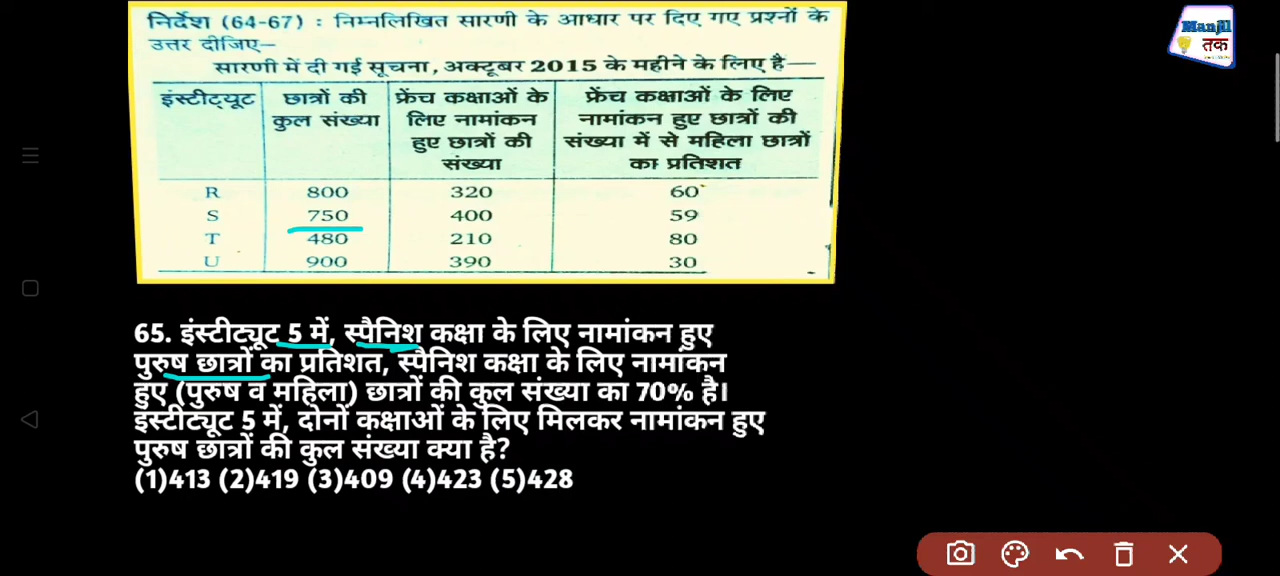 Manjil
तक
निर्देश (64-67) : निम्नलिखित सारणी के आधार पर दिए गए प्रश्नों के
उत्तर दीजिए—
सारणी में दी गई सूचना, अक्टूबर 2015 के महीने के लिए है—
इंस्टीट्यूट छात्रों की कुल संख्या फ्रेंच कक्षाओं के लिए नामांकन हुए छात्रों की संख्या फ्रेंच कक्षाओं के लिए नामांकन हुए छात्रों की संख्या में से महिला छात्रों का प्रतिशत
R 800 320 60
S 750 400 59
T 480 210 80
U 900 390 30
65. इंस्टीट्यूट 5 में, स्पैनिश कक्षा के लिए नामांकन हुए
पुरुष छात्रों का प्रतिशत, स्पैनिश कक्षा के लिए नामांकन
हुए (पुरुष व महिला) छात्रों की कुल संख्या का 70% है।
इंस्टीट्यूट 5 में, दोनों कक्षाओं के लिए मिलकर नामांकन हुए
पुरुष छात्रों की कुल संख्या क्या है?
(1)413 (2)419 (3)409 (4)423 (5)428